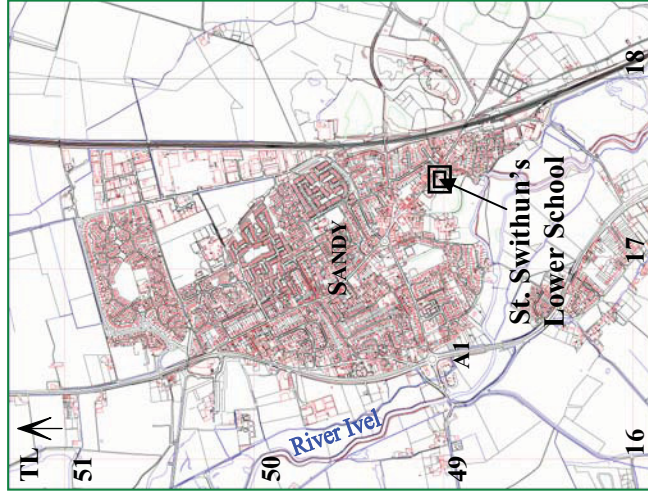 TL
51
SANDY
50
River Ivel
49
A1
St. Swithun's
Lower School
16
17
18